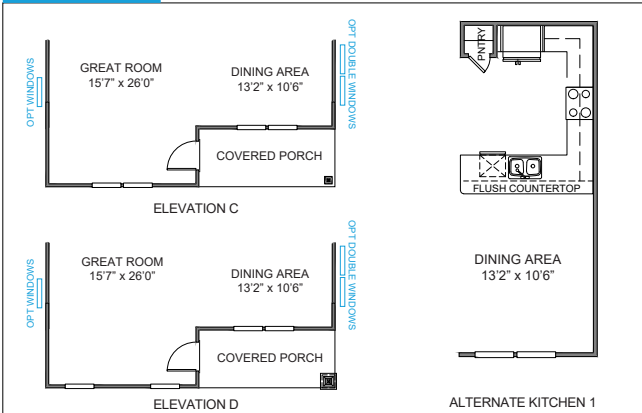 OPT WINDOWS
GREAT ROOM
15'7" x 26'0"
DINING AREA
13'2" x 10'6"
OPT DOUBLE WINDOWS
COVERED PORCH
ELEVATION C
OPT WINDOWS
GREAT ROOM
15'7" x 26'0"
DINING AREA
13'2" x 10'6"
OPT DOUBLE WINDOWS
COVERED PORCH
ELEVATION D
PNTRY
FLUSH COUNTERTOP
DINING AREA
13'2" x 10'6"
ALTERNATE KITCHEN 1